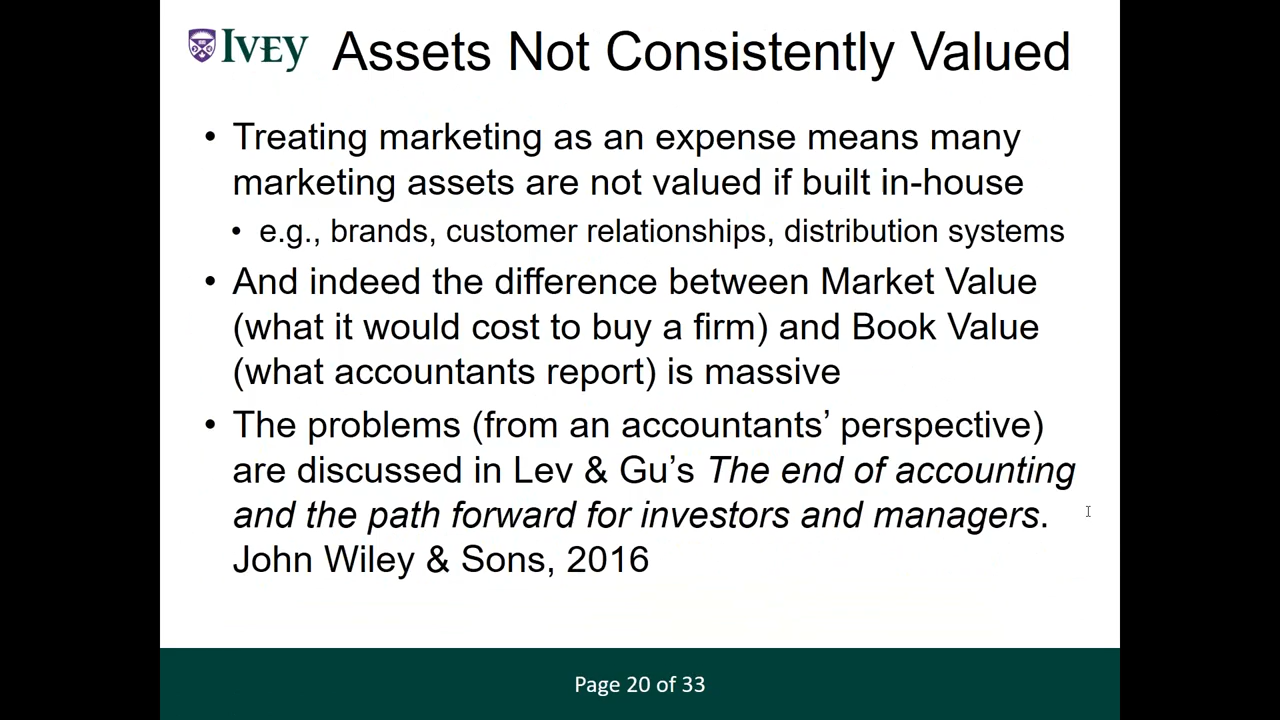 IVEY
Assets Not Consistently Valued
• Treating marketing as an expense means many
marketing assets are not valued if built in-house
• e.g., brands, customer relationships, distribution systems
• And indeed the difference between Market Value
(what it would cost to buy a firm) and Book Value
(what accountants report) is massive
• The problems (from an accountants’ perspective)
are discussed in Lev & Gu’s The end of accounting
and the path forward for investors and managers.
John Wiley & Sons, 2016
Page 20 of 33